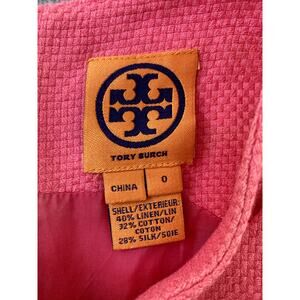 TORY BURCH
CHINA 0
SHELL/EXTERIEUR:
40% LINEN/LIN
32% COTTON/
COTON
28% SILK/SOIE